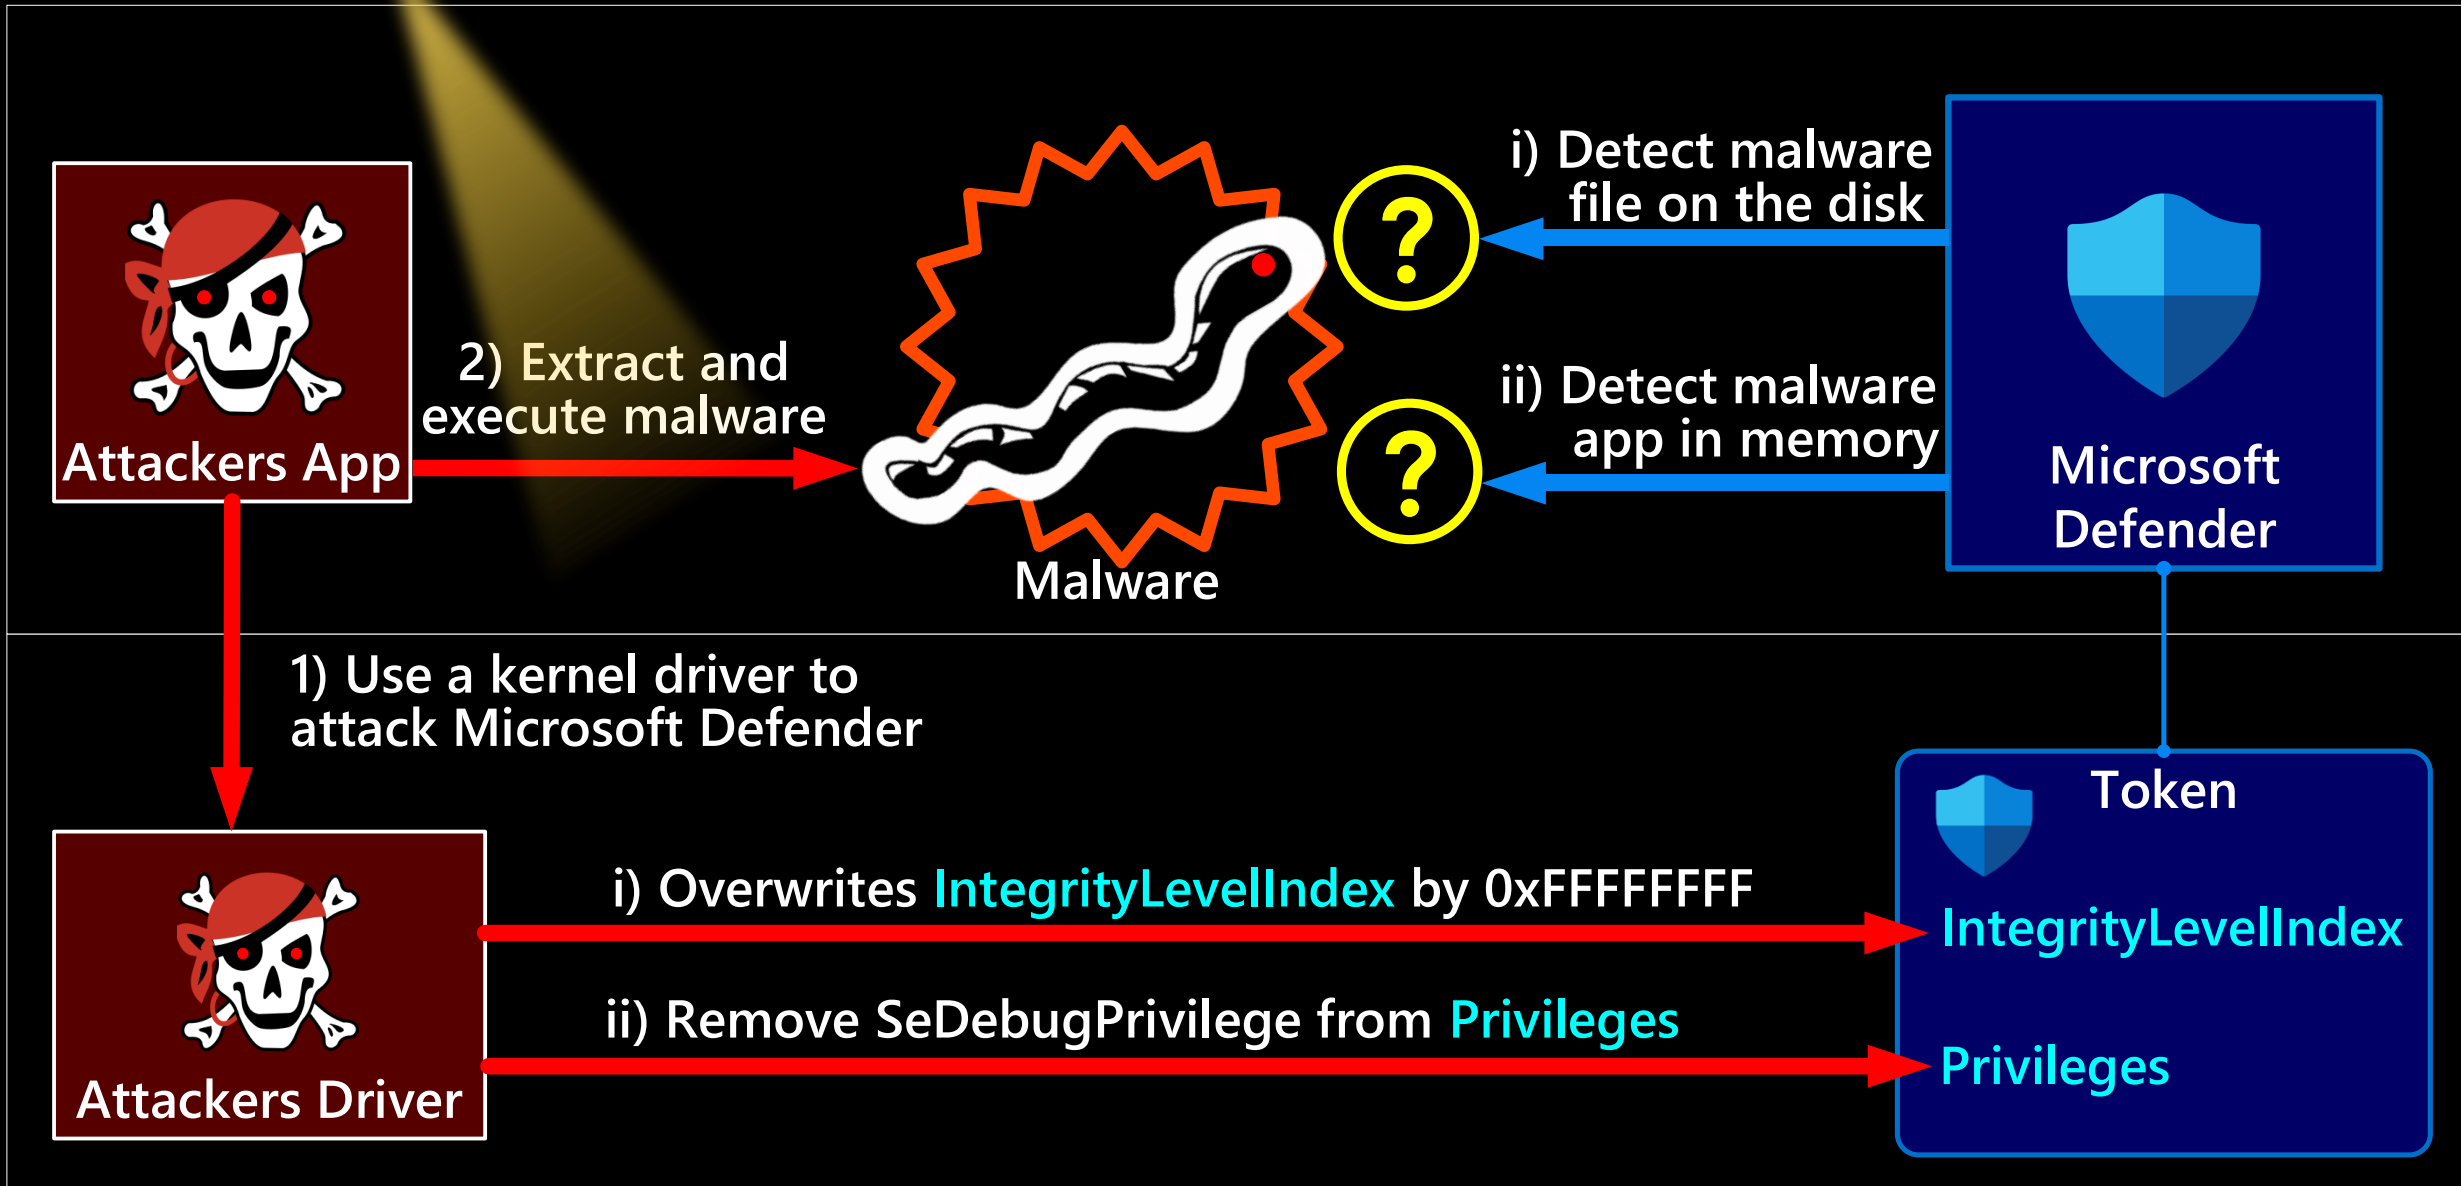 i) Detect malware
file on the disk
2) Extract and
execute malware
Attackers App
ii) Detect malware
app in memory
Microsoft
Defender
Malware
1) Use a kernel driver to
attack Microsoft Defender
Token
i) Overwrites IntegrityLevelIndex by 0xFFFFFFFF
IntegrityLevelIndex
ii) Remove SeDebugPrivilege from Privileges
Privileges
Attackers Driver